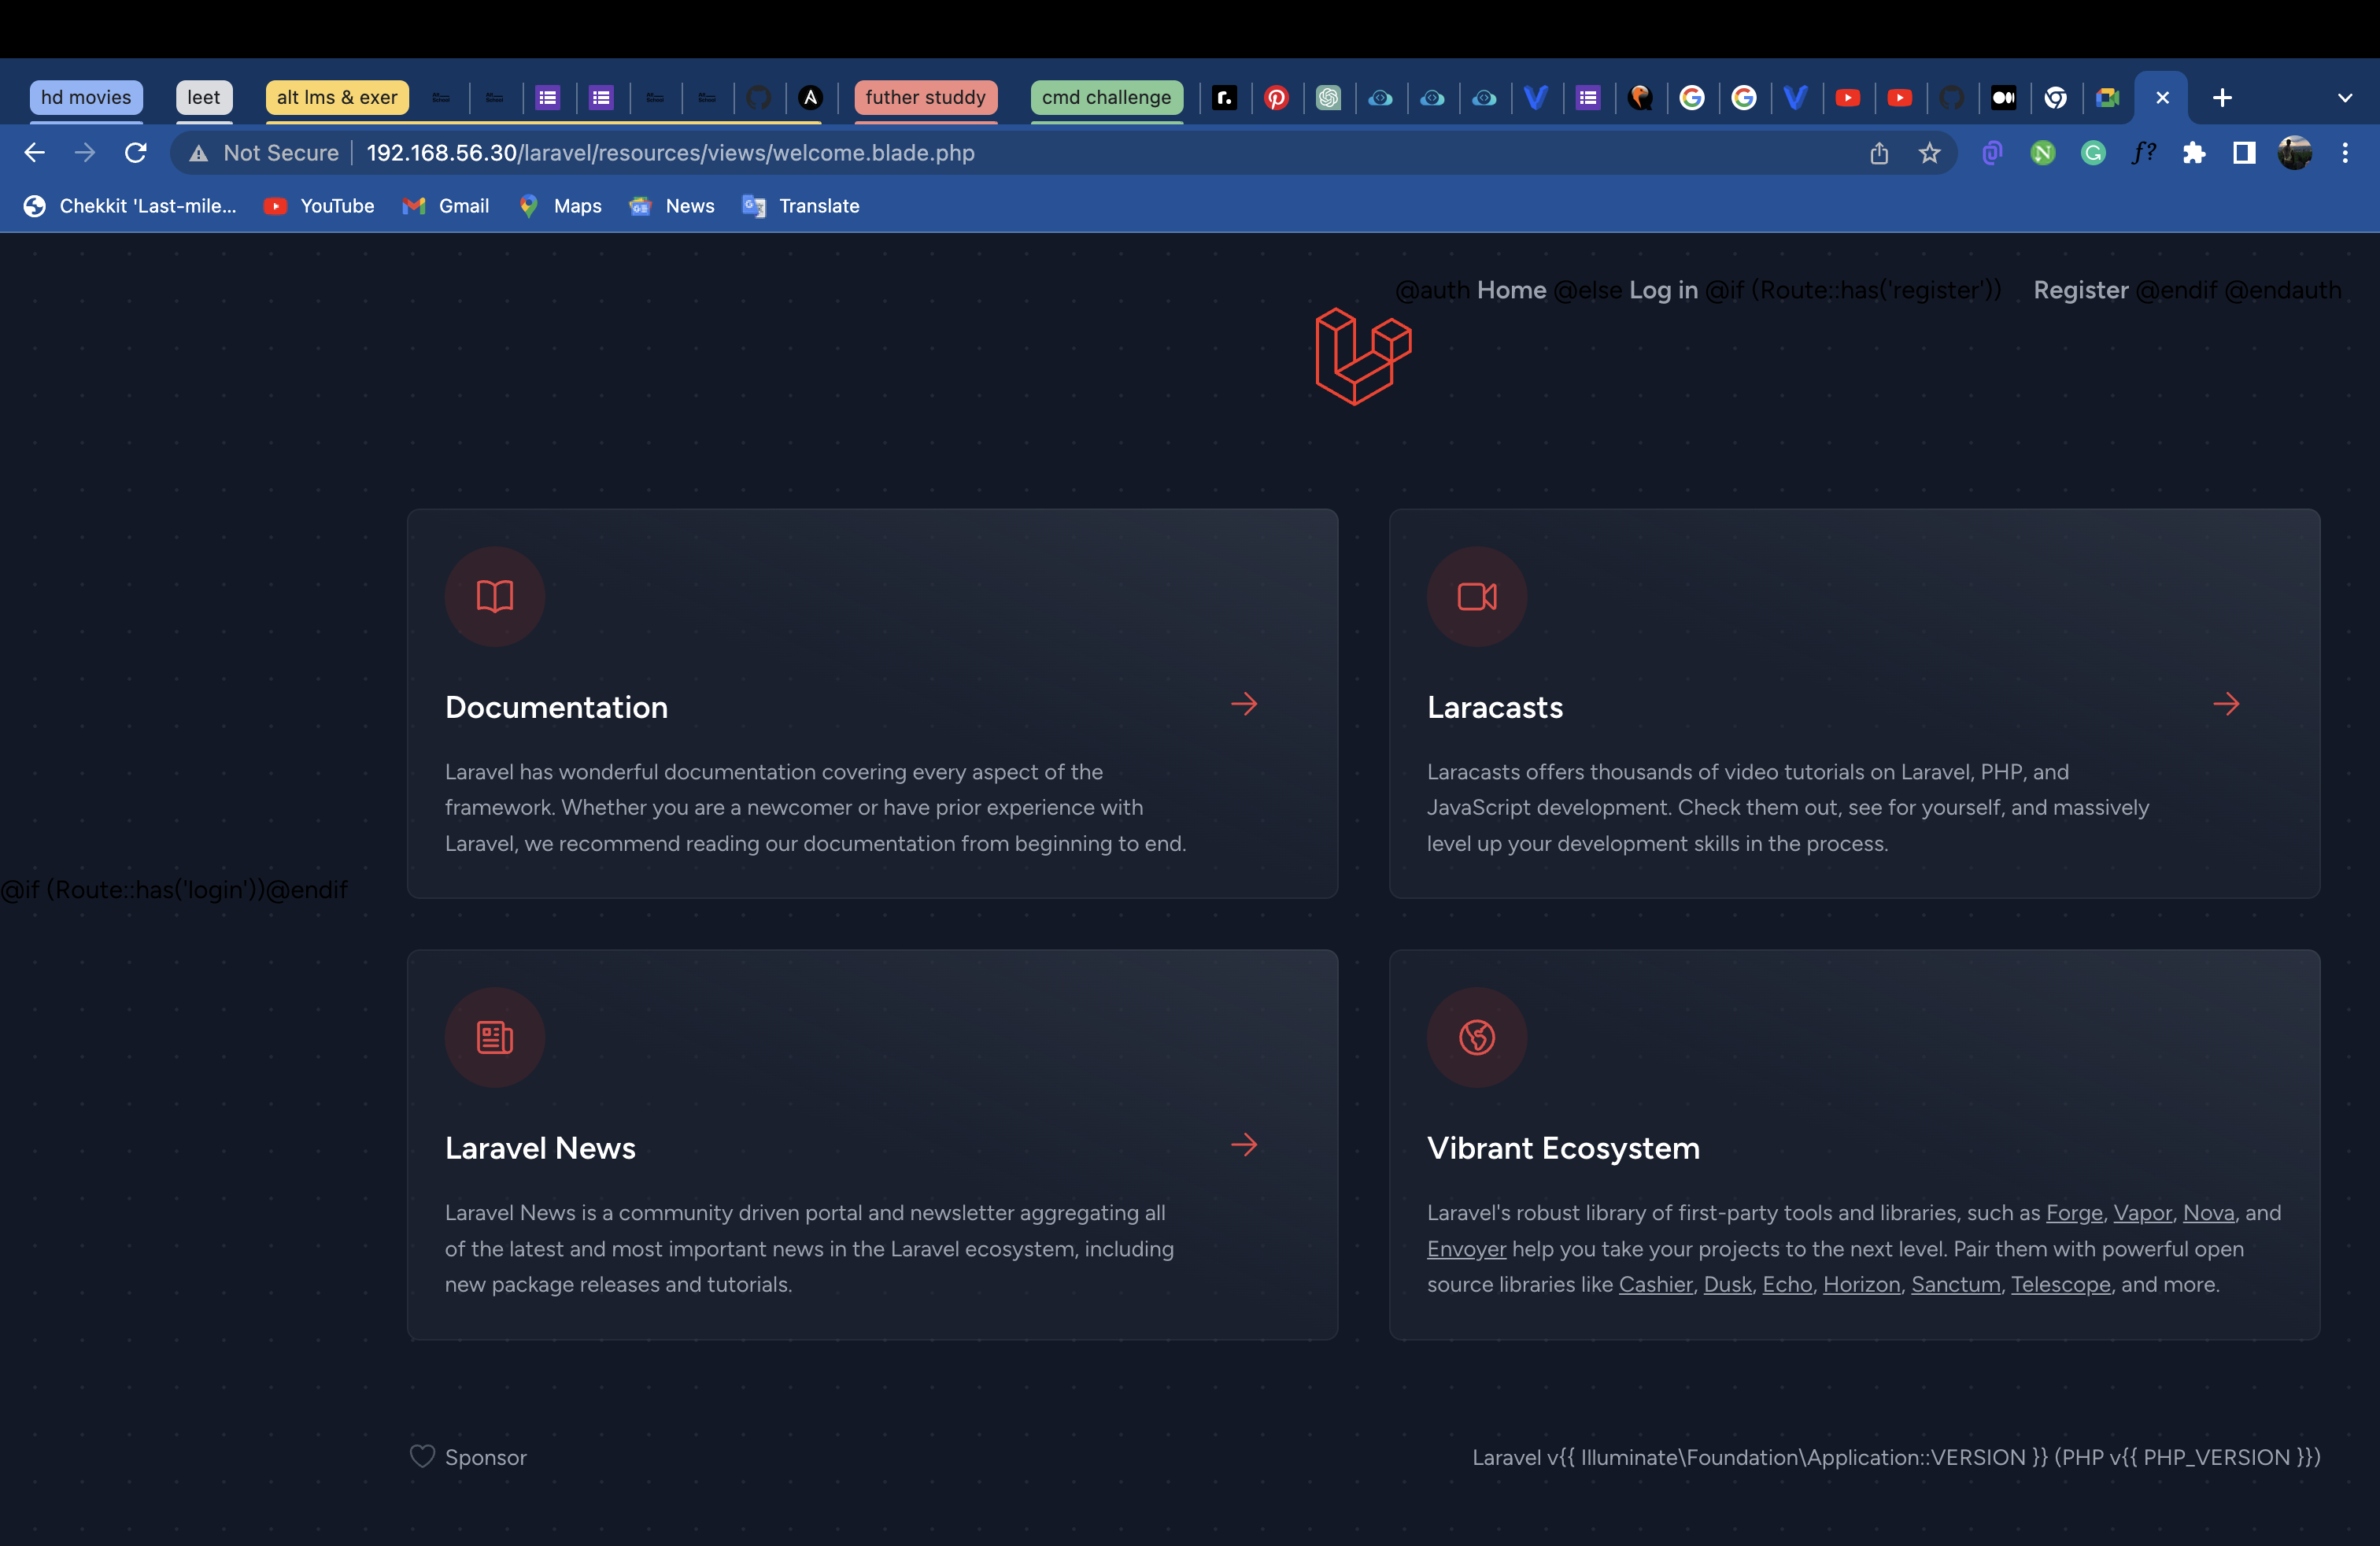 hd movies leet alt lms & exer futher studdy cmd challenge
Not Secure 192.168.56.30/laravel/resources/views/welcome.blade.php
Chekkit 'Last-mile... YouTube Gmail Maps News Translate
@auth Home @else Log in @if (Route::has('register')) Register @endif @endauth
Documentation
Laravel has wonderful documentation covering every aspect of the
framework. Whether you are a newcomer or have prior experience with
Laravel, we recommend reading our documentation from beginning to end.
Laracasts
Laracasts offers thousands of video tutorials on Laravel, PHP, and
JavaScript development. Check them out, see for yourself, and massively
level up your development skills in the process.
@if (Route::has('login'))@endif
Laravel News
Laravel News is a community driven portal and newsletter aggregating all
of the latest and most important news in the Laravel ecosystem, including
new package releases and tutorials.
Vibrant Ecosystem
Laravel's robust library of first-party tools and libraries, such as Forge, Vapor, Nova, and
Envoyer help you take your projects to the next level. Pair them with powerful open
source libraries like Cashier, Dusk, Echo, Horizon, Sanctum, Telescope, and more.
Sponsor
Laravel v{{ Illuminate\Foundation\Application::VERSION }} (PHP v{{ PHP_VERSION }})